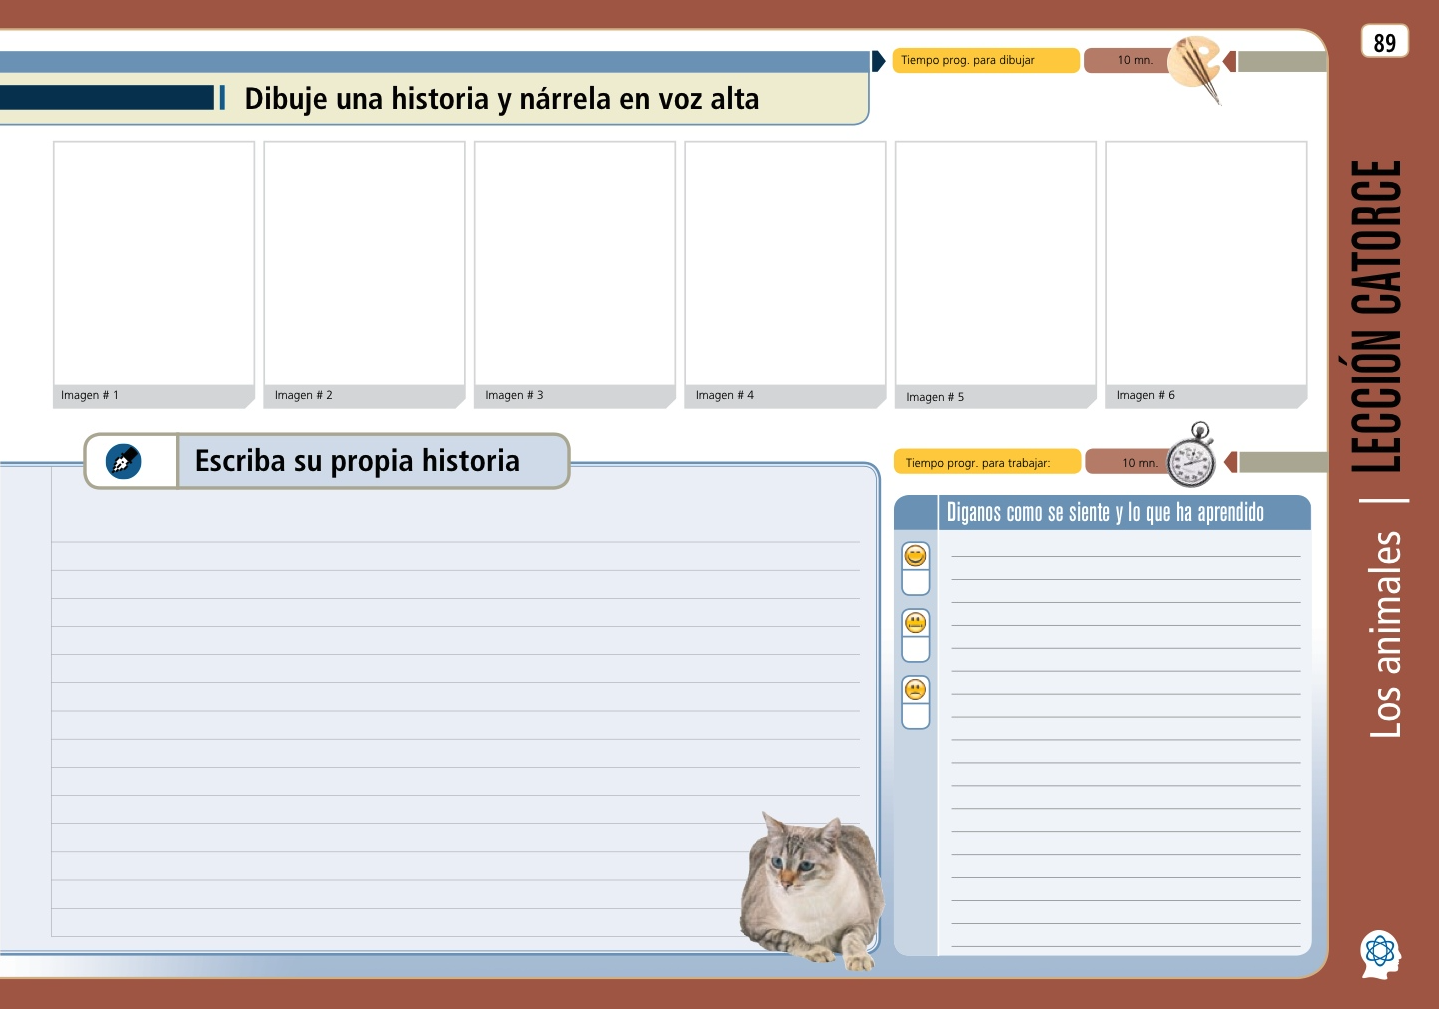 89
Tiempo prog. para dibujar
10 mn.
Dibuje una historia y nárrela en voz alta
Imagen # 1
Imagen # 2
Imagen # 3
Imagen # 4
Imagen # 5
Imagen # 6
Escriba su propia historia
Tiempo progr. para trabajar:
10 mn.
Diganos como se siente y lo que ha aprendido
Los animales | LECCIÓN CATORCE